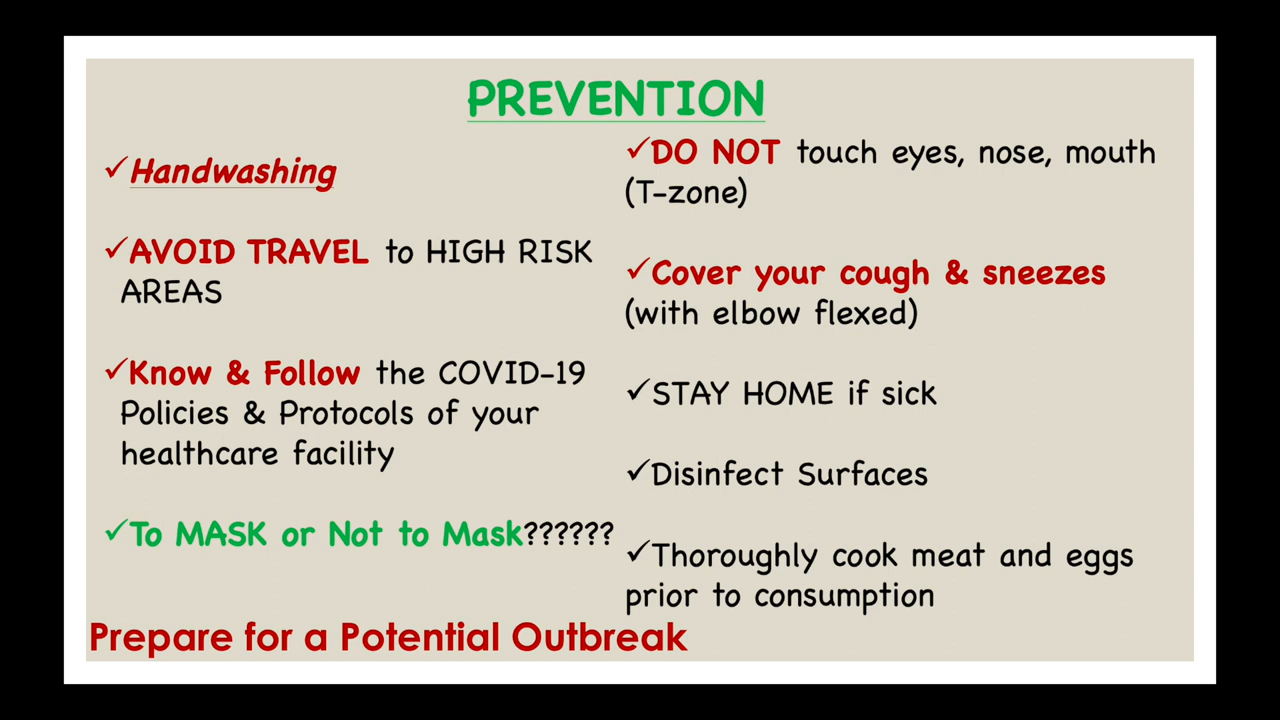 PREVENTION
✓Handwashing
✓AVOID TRAVEL to HIGH RISK
AREAS
✓Know & Follow the COVID-19
Policies & Protocols of your
healthcare facility
✓To MASK or Not to Mask??????
✓DO NOT touch eyes, nose, mouth
(T-zone)
✓Cover your cough & sneezes
(with elbow flexed)
✓STAY HOME if sick
✓Disinfect Surfaces
✓Thoroughly cook meat and eggs
prior to consumption
Prepare for a Potential Outbreak